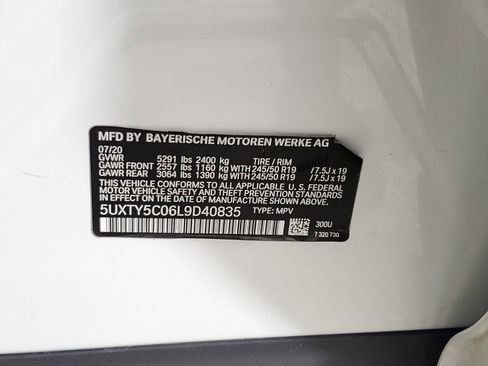 MFD BY BAYERISCHE MOTOREN WERKE AG
07/20
GVWR 5291 lbs 2400 kg TIRE / RIM
GAWR FRONT 2557 lbs 1160 kg WITH 245/50 R19 /7.5J x 19
GAWR REAR 3064 lbs 1390 kg WITH 245/50 R19 /7.5J x 19
THIS VEHICLE CONFORMS TO ALL APPLICABLE U.S. FEDERAL
MOTOR VEHICLE SAFETY AND THEFT PREVENTION STANDARDS
IN EFFECT ON THE DATE OF MANUFACTURE SHOWN ABOVE.
5UXTY5C06L9D40835 TYPE: MPV
300U
7 320 730